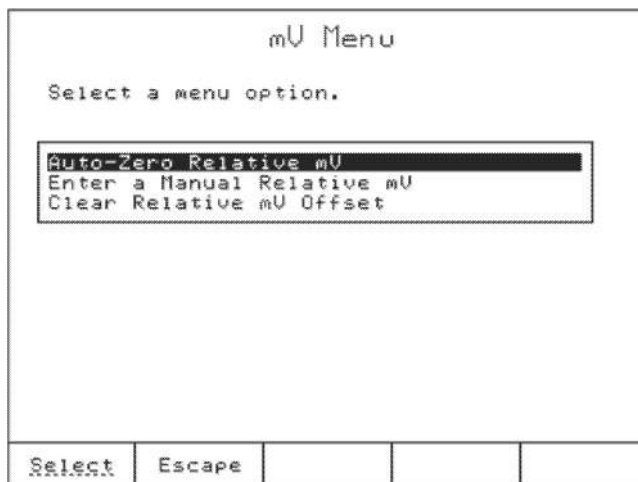 mV Menu
Select a menu option.
Auto-Zero Relative mV
Enter a Manual Relative mV
Clear Relative mV Offset
Select Escape